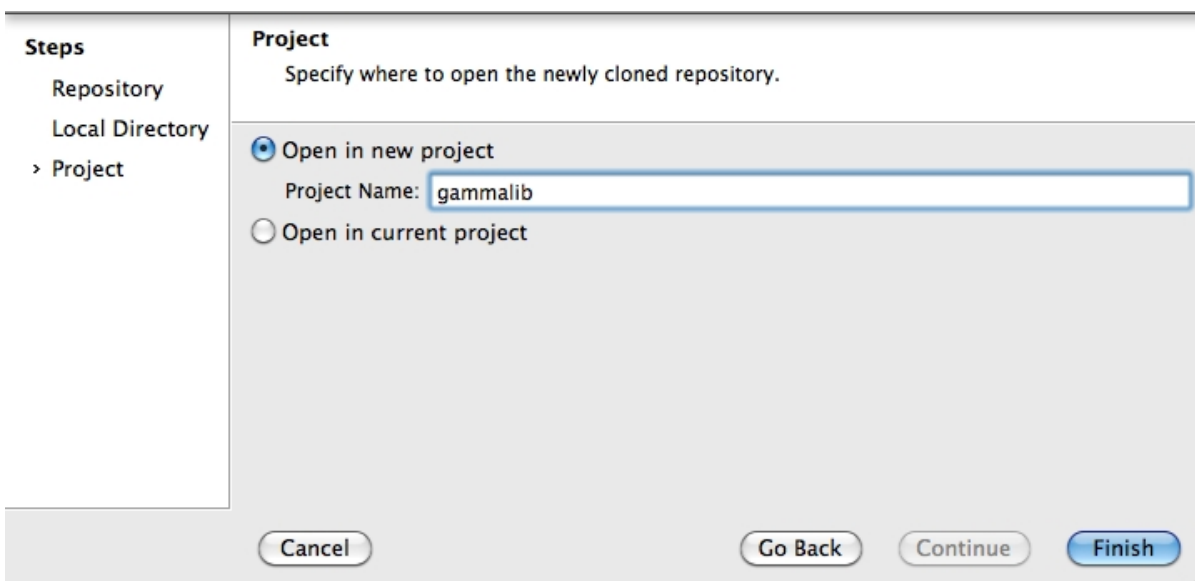 Steps
Repository
Local Directory
› Project
Project
Specify where to open the newly cloned repository.
Open in new project
Project Name: gammalib
Open in current project
Cancel
Go Back
Continue
Finish